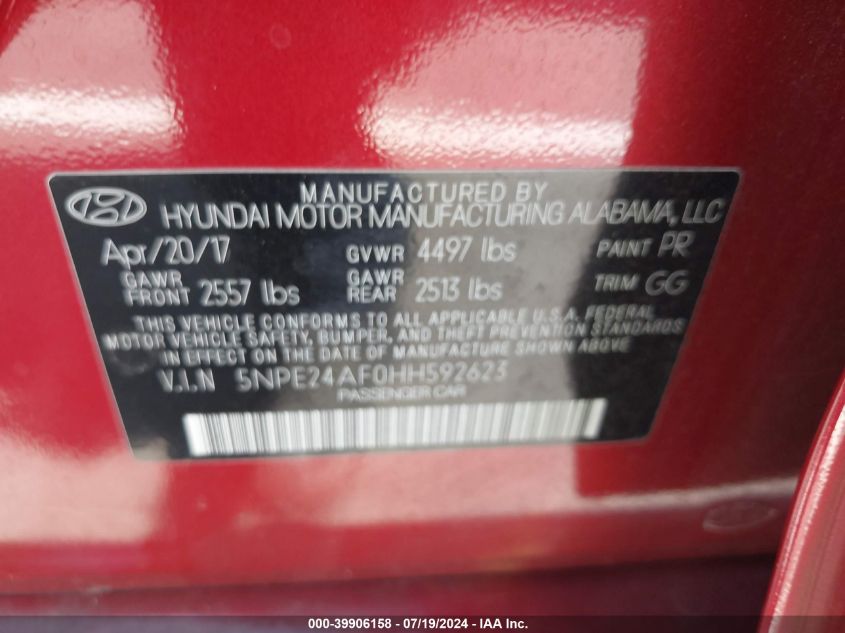 MANUFACTURED BY
HYUNDAI MOTOR MANUFACTURING ALABAMA, LLC
Apr/20/17 GVWR 4497 lbs PAINT PR
GAWR FRONT 2557 lbs GAWR REAR 2513 lbs TRIM GG
THIS VEHICLE CONFORMS TO ALL APPLICABLE U.S.A. FEDERAL
MOTOR VEHICLE SAFETY, BUMPER, AND THEFT PREVENTION STANDARDS
IN EFFECT ON THE DATE OF MANUFACTURE SHOWN ABOVE.
V.I.N 5NPE24AF0HH592623
PASSENGER CAR
000-39906158 - 07/19/2024 - IAA Inc.